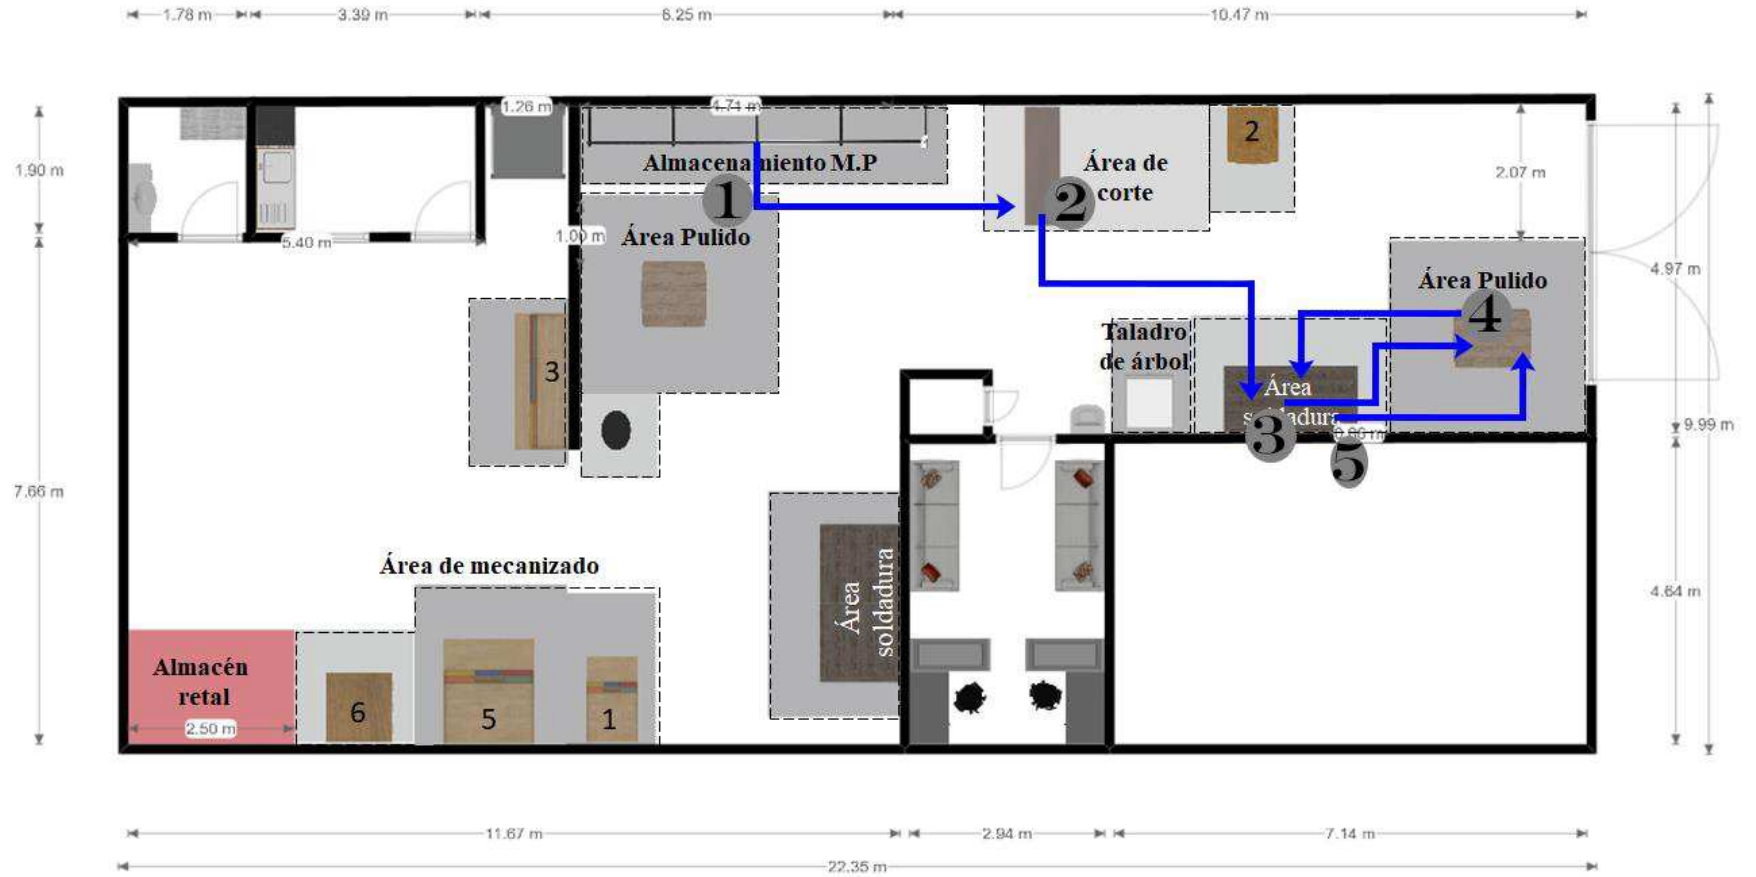 1.78 m
3.39 m
6.25 m
10.47 m
1.26 m
4.71 m
1.90 m
Almacenamiento M.P
Área de
corte
2
2.07 m
1
2
5.40 m
1.00 m
Área Pulido
Área Pulido
4.97 m
4
Taladro
de árbol
3
Área
soldadura
9.99 m
3
5
7.66 m
Área de mecanizado
Área
soldadura
4.64 m
Almacén
retal
2.50 m
6
5
1
11.67 m
2.94 m
7.14 m
22.35 m